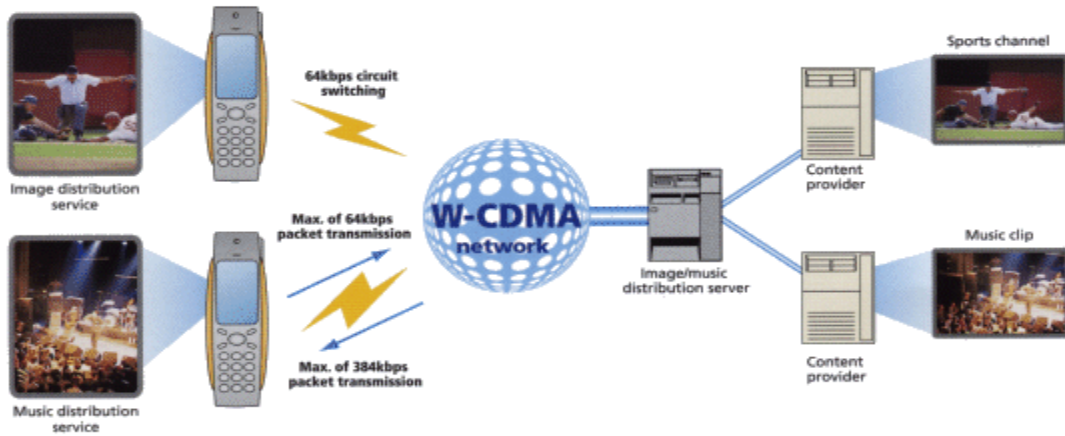 Sports channel
64kbps circuit
switching
Content
provider
Image distribution
service
Max. of 64kbps
packet transmission
W-CDMA
network
Music clip
Image/music
distribution server
Max. of 384kbps
packet transmission
Content
provider
Music distribution
service